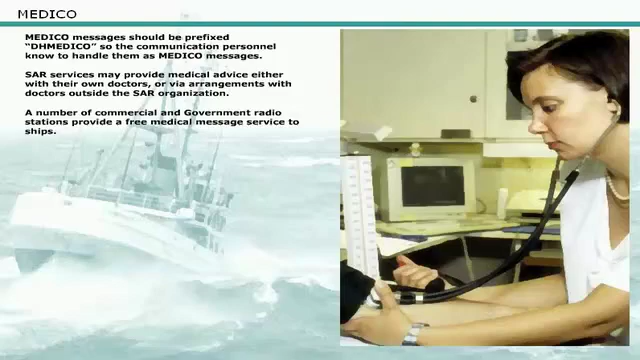 MEDICO
MEDICO messages should be prefixed
“DHMEDICO” so the communication personnel
know to handle them as MEDICO messages.
SAR services may provide medical advice either
with their own doctors, or via arrangements with
doctors outside the SAR organization.
A number of commercial and Government radio
stations provide a free medical message service to
ships.